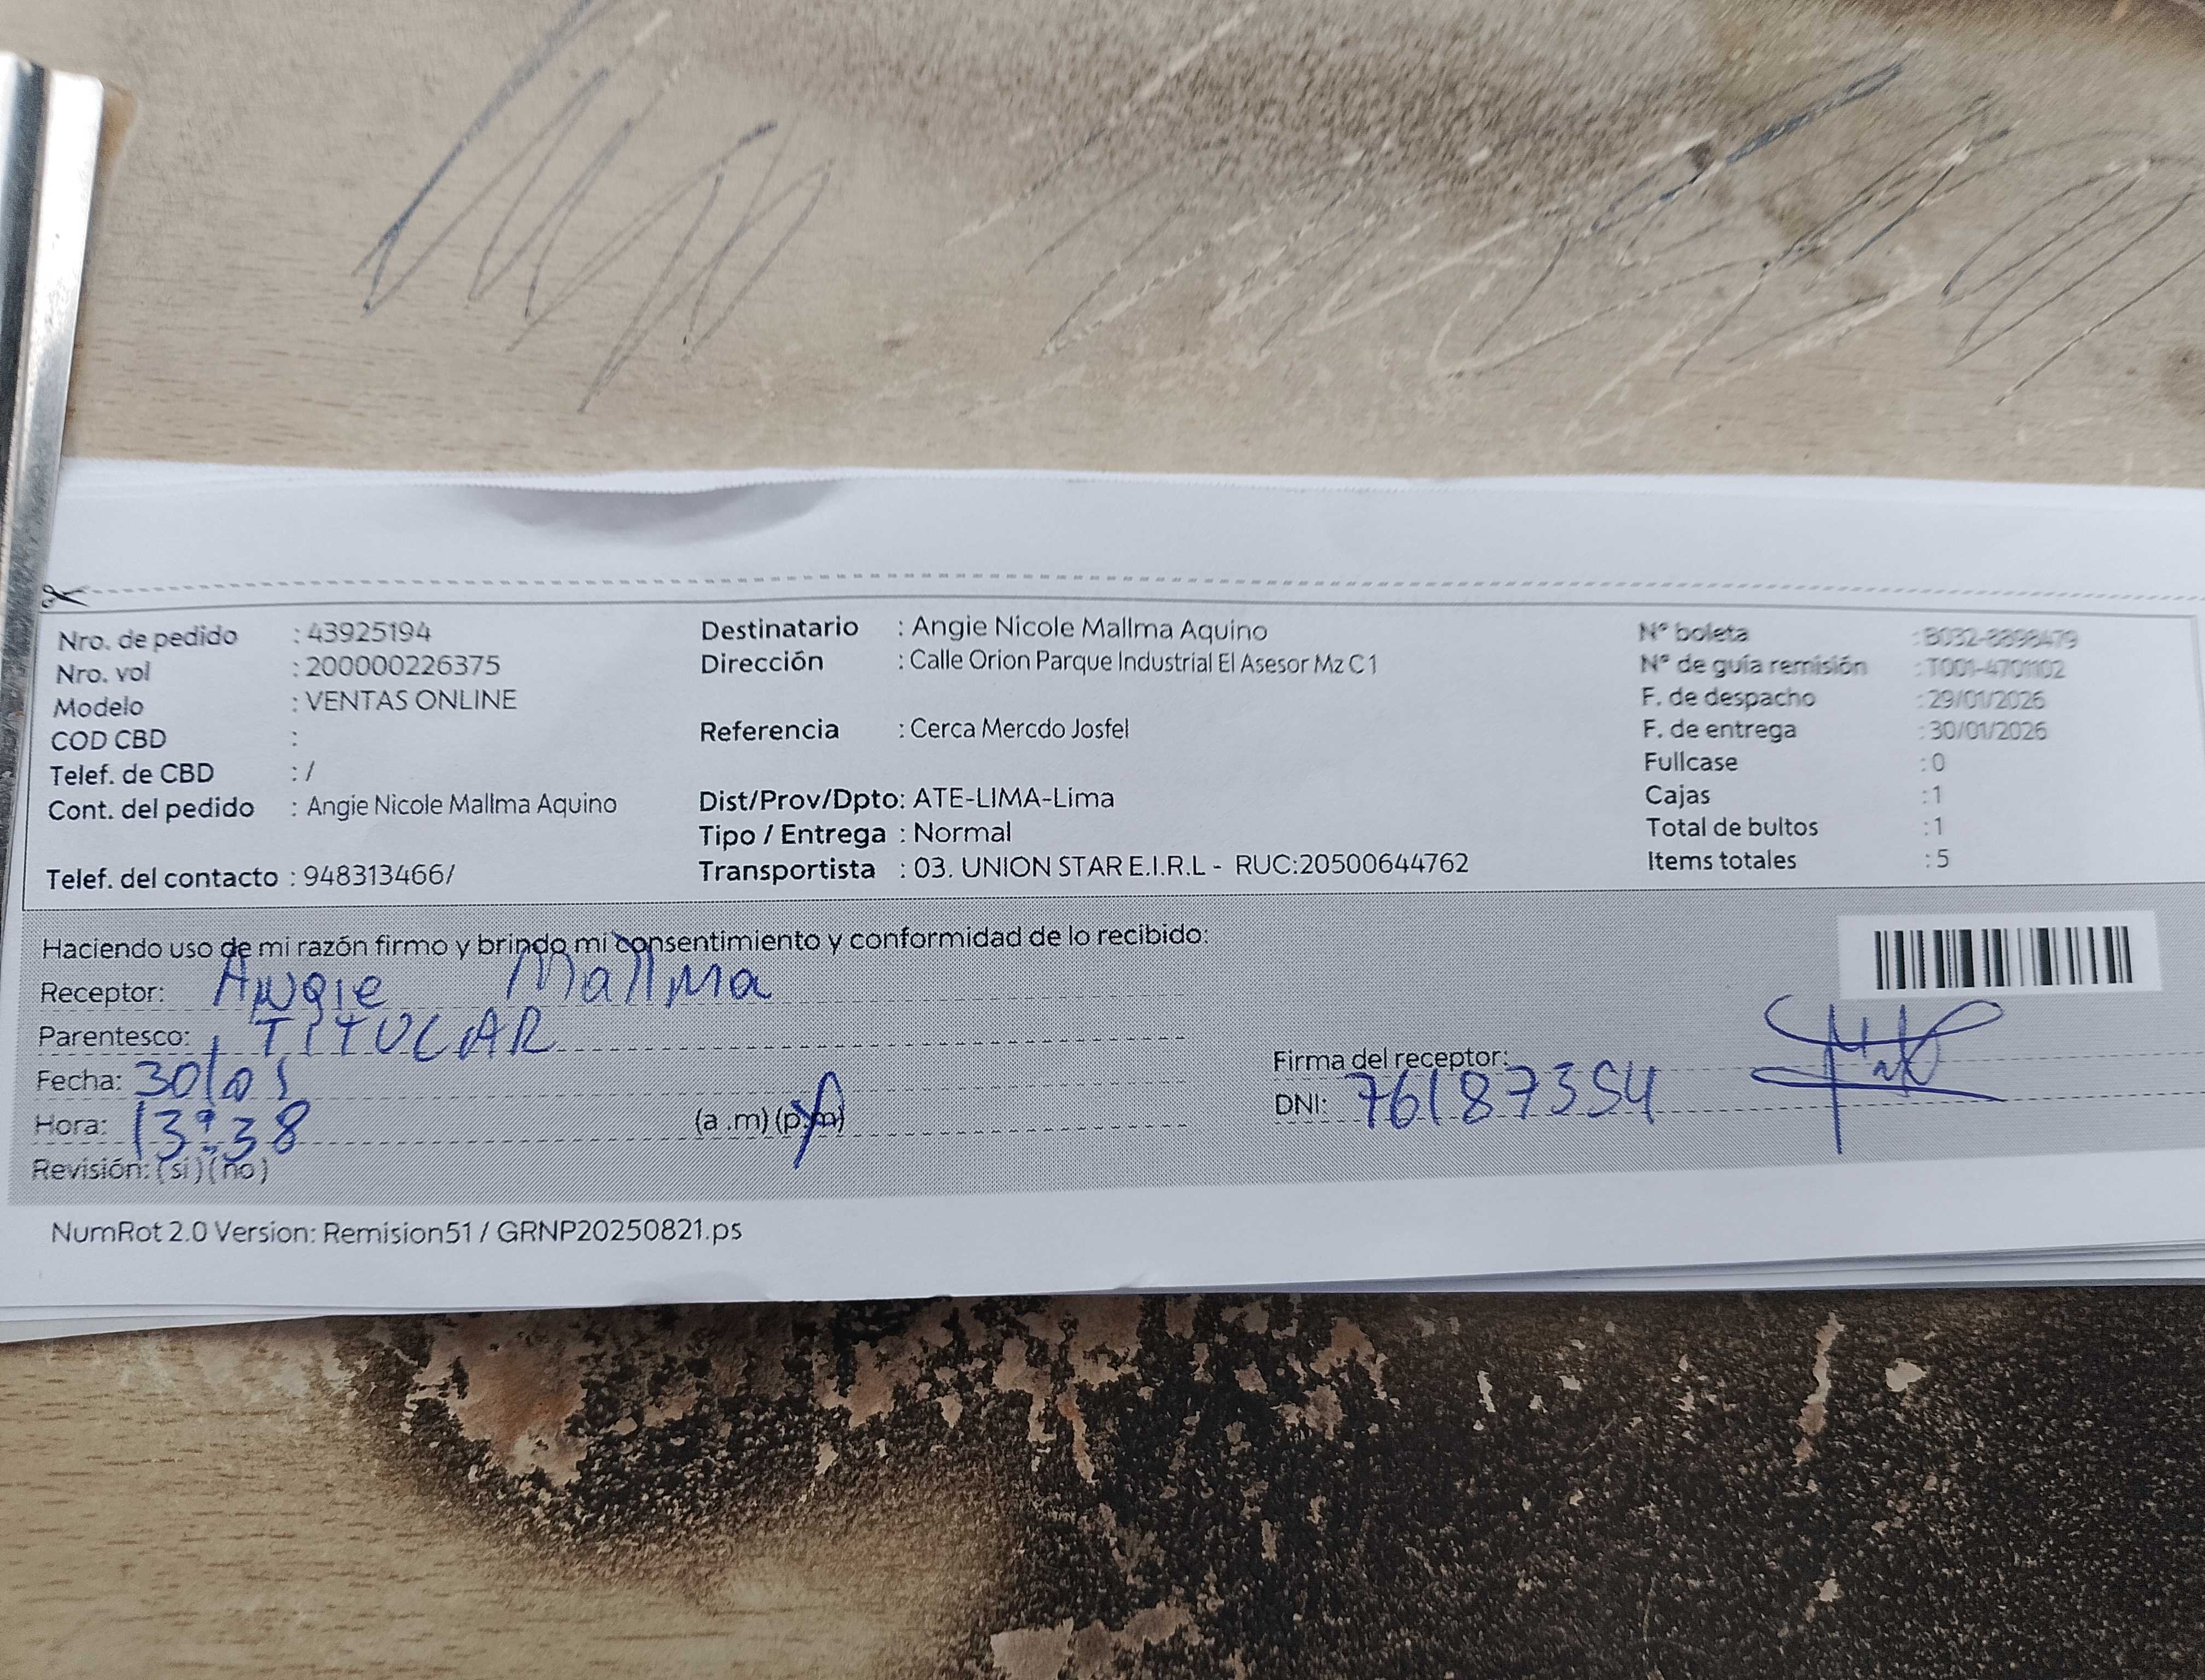 Nro. de pedido : 43925194
Nro. vol : 200000226375
Modelo : VENTAS ONLINE
COD CBD :
Telef. de CBD : /
Cont. del pedido : Angie Nicole Mallma Aquino
Telef. del contacto : 948313466/
Destinatario : Angie Nicole Mallma Aquino
Dirección : Calle Orion Parque Industrial El Asesor Mz C1
Referencia : Cerca Mercdo Josfel
Dist/Prov/Dpto: ATE-LIMA-Lima
Tipo / Entrega : Normal
Transportista : 03. UNION STAR E.I.R.L - RUC:20500644762
N° boleta : B032-8898479
N° de guía remisión : T001-4701102
F. de despacho : 29/01/2026
F. de entrega : 30/01/2026
Fullcase : 0
Cajas : 1
Total de bultos : 1
Items totales : 5
Haciendo uso de mi razón firmo y brindo mi consentimiento y conformidad de lo recibido:
Receptor: Angie Mallma
Parentesco: TITULAR
Fecha: 30/01
Hora: 13:38 (a .m) (p.m)
Revisión: (si) (no)
Firma del receptor:
DNI: 76187354
NumRot 2.0 Version: Remision51 / GRNP20250821.ps